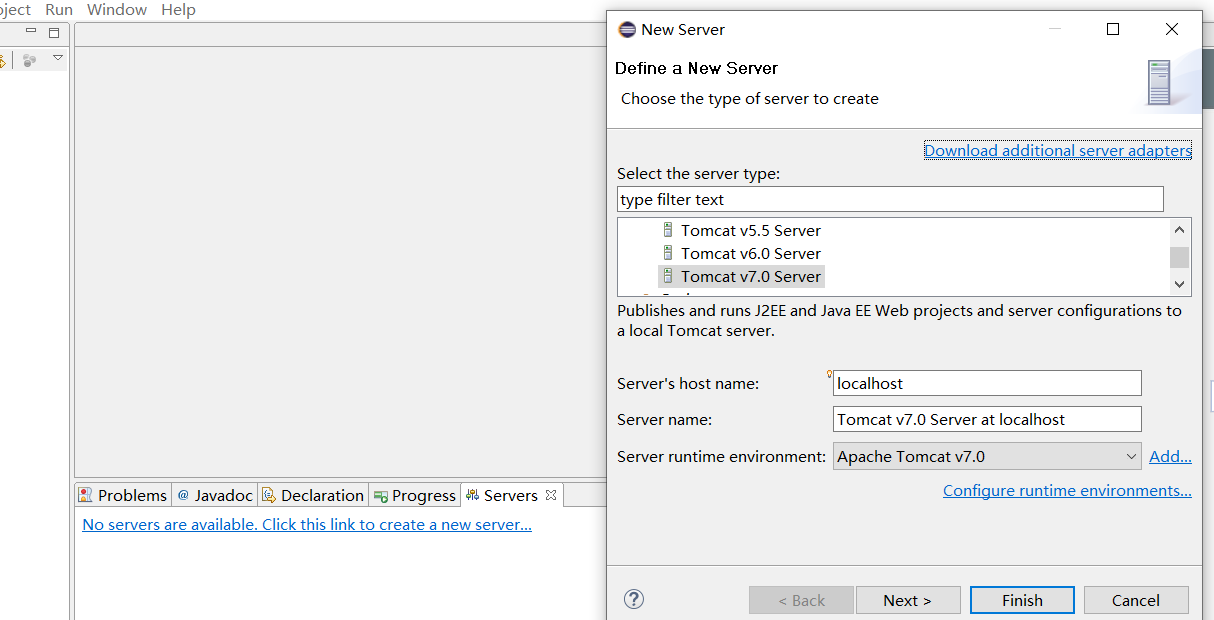 oject Run Window Help
New Server
Define a New Server
Choose the type of server to create
Download additional server adapters
Select the server type:
type filter text
Tomcat v5.5 Server
Tomcat v6.0 Server
Tomcat v7.0 Server
Publishes and runs J2EE and Java EE Web projects and server configurations to
a local Tomcat server.
Server's host name: localhost
Server name: Tomcat v7.0 Server at localhost
Server runtime environment: Apache Tomcat v7.0 Add...
Configure runtime environments...
Problems @ Javadoc Declaration Progress Servers
No servers are available. Click this link to create a new server...
? < Back Next > Finish Cancel